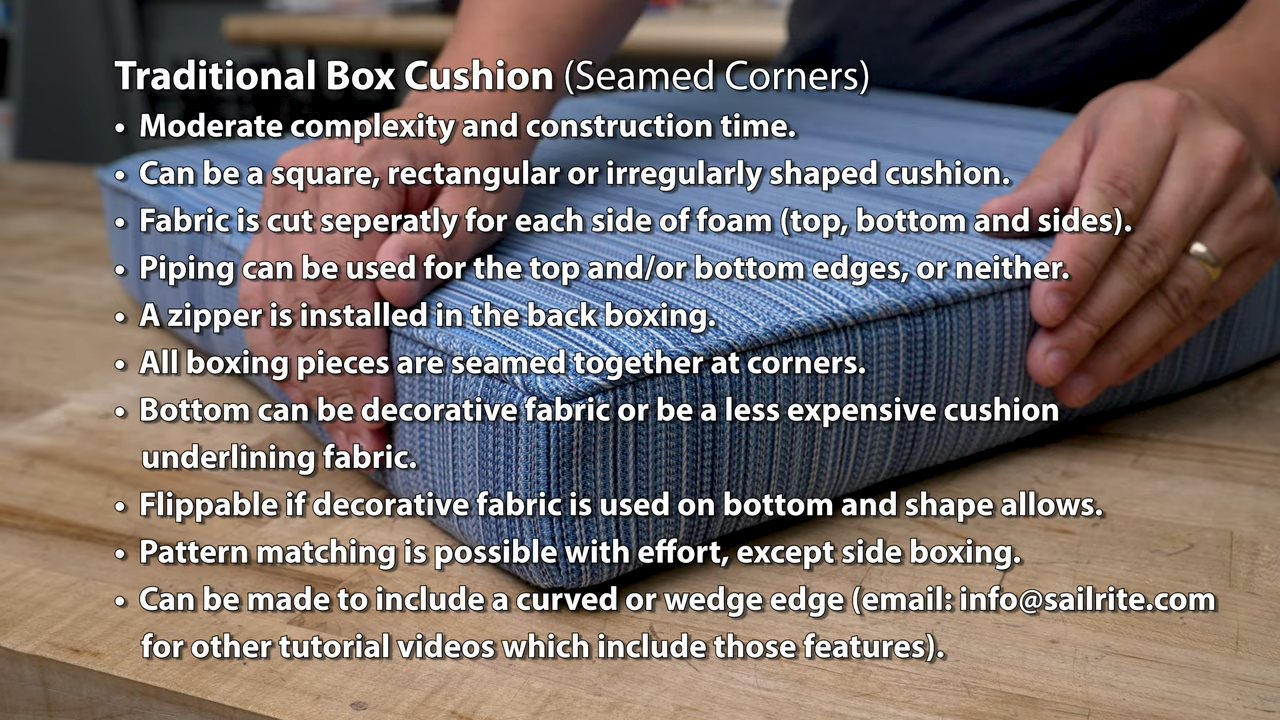 Traditional Box Cushion (Seamed Corners)
• Moderate complexity and construction time.
• Can be a square, rectangular or irregularly shaped cushion.
• Fabric is cut seperatly for each side of foam (top, bottom and sides).
• Piping can be used for the top and/or bottom edges, or neither.
• A zipper is installed in the back boxing.
• All boxing pieces are seamed together at corners.
• Bottom can be decorative fabric or be a less expensive cushion
underlining fabric.
• Flippable if decorative fabric is used on bottom and shape allows.
• Pattern matching is possible with effort, except side boxing.
• Can be made to include a curved or wedge edge (email: info@sailrite.com
for other tutorial videos which include those features).